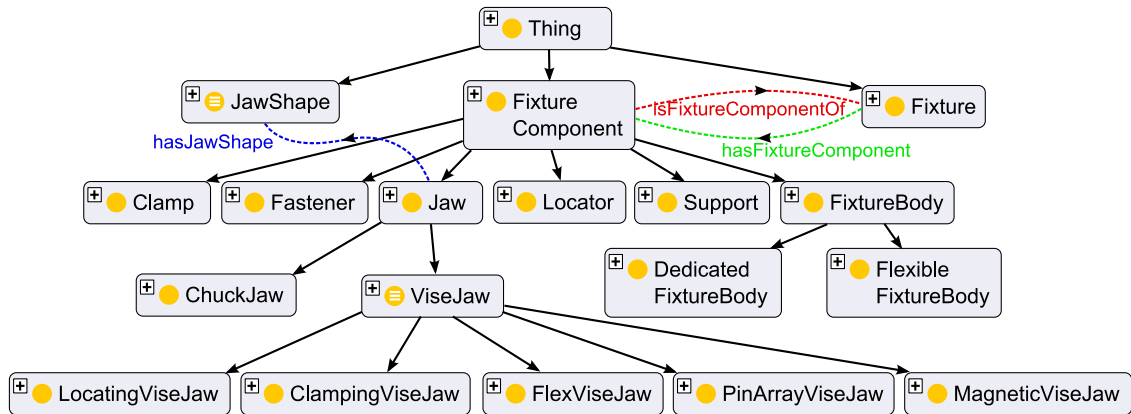 Thing
JawShape
Fixture
Component
isFixtureComponentOf
Fixture
hasJawShape
hasFixtureComponent
Clamp
Fastener
Jaw
Locator
Support
FixtureBody
ChuckJaw
ViseJaw
Dedicated
FixtureBody
Flexible
FixtureBody
LocatingViseJaw
ClampingViseJaw
FlexViseJaw
PinArrayViseJaw
MagneticViseJaw